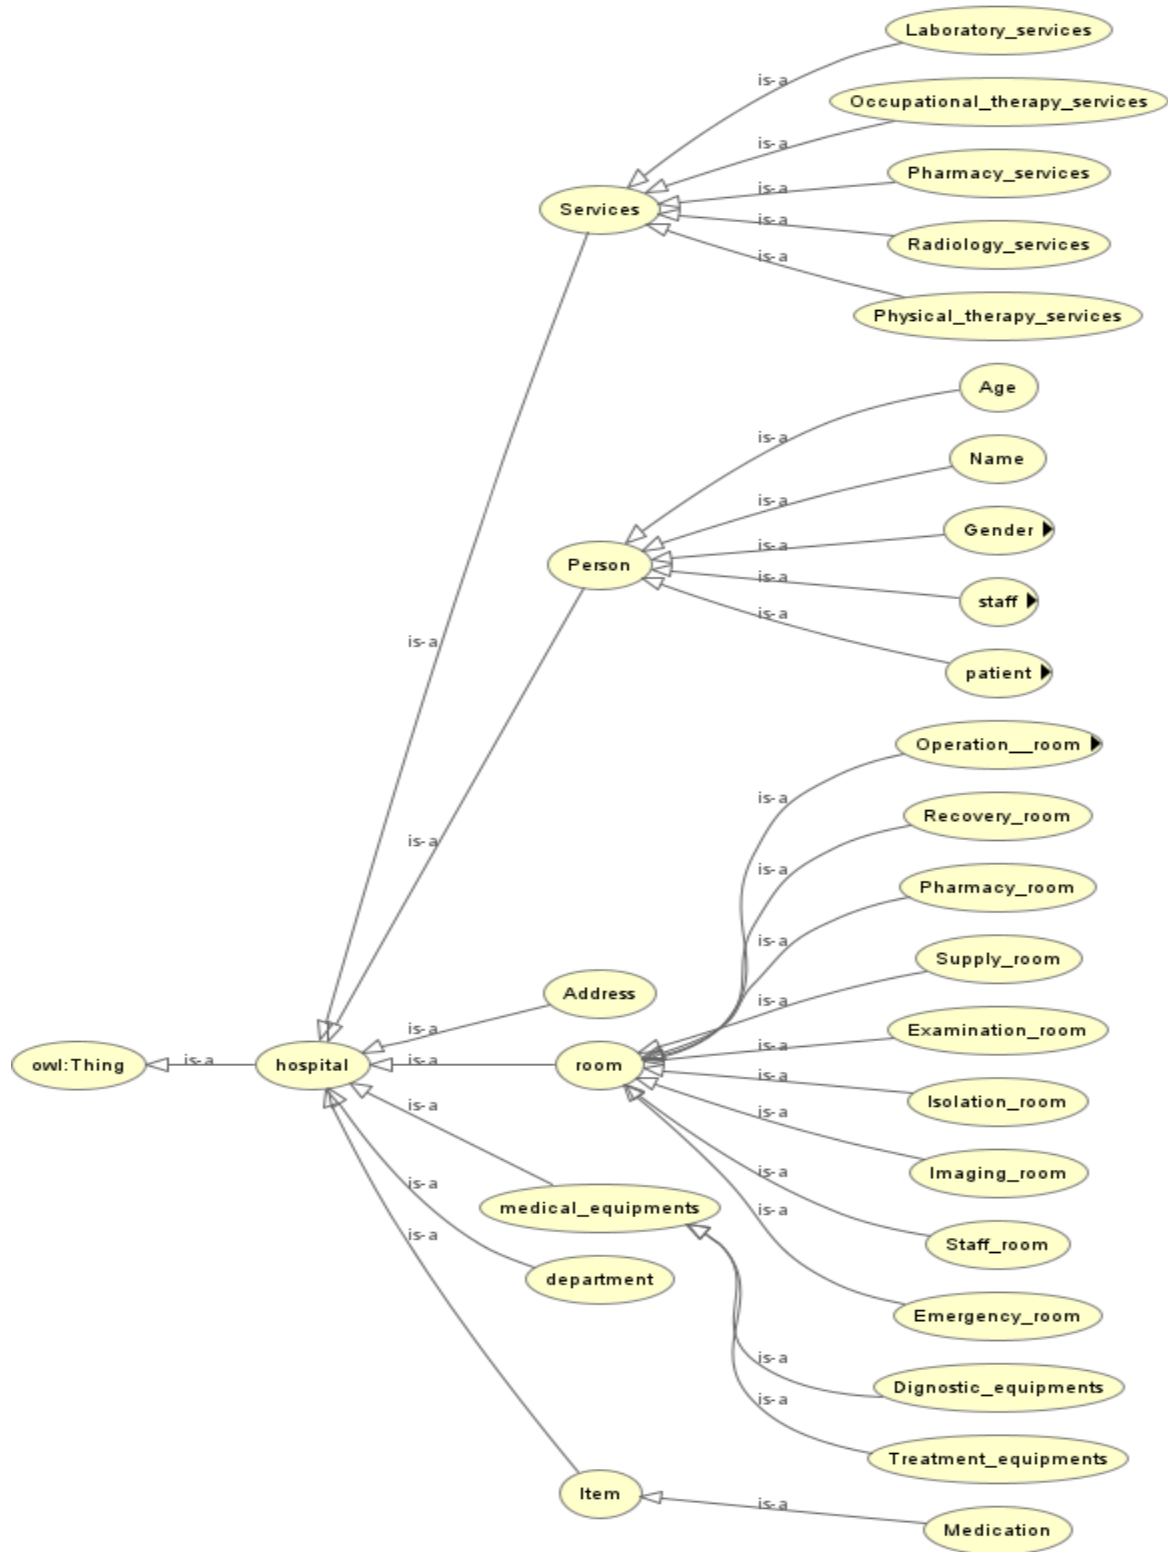 Laboratory_services
is-a
Occupational_therapy_services
is-a
Pharmacy_services
is-a
Services
is-a
Radiology_services
is-a
Physical_therapy_services
Age
is-a
Name
is-a
Gender
is-a
Person
is-a
staff
is-a
is-a
patient
Operation__room
is-a
Recovery_room
is-a
is-a
Pharmacy_room
is-a
Supply_room
Address
is-a
is-a
Examination_room
is-a
owl:Thing
is-a
hospital
is-a
room
is-a
Isolation_room
is-a
is-a
Imaging_room
is-a
is-a
medical_equipments
is-a
Staff_room
is-a
department
Emergency_room
is-a
Dignostic_equipments
is-a
Treatment_equipments
Item
is-a
Medication